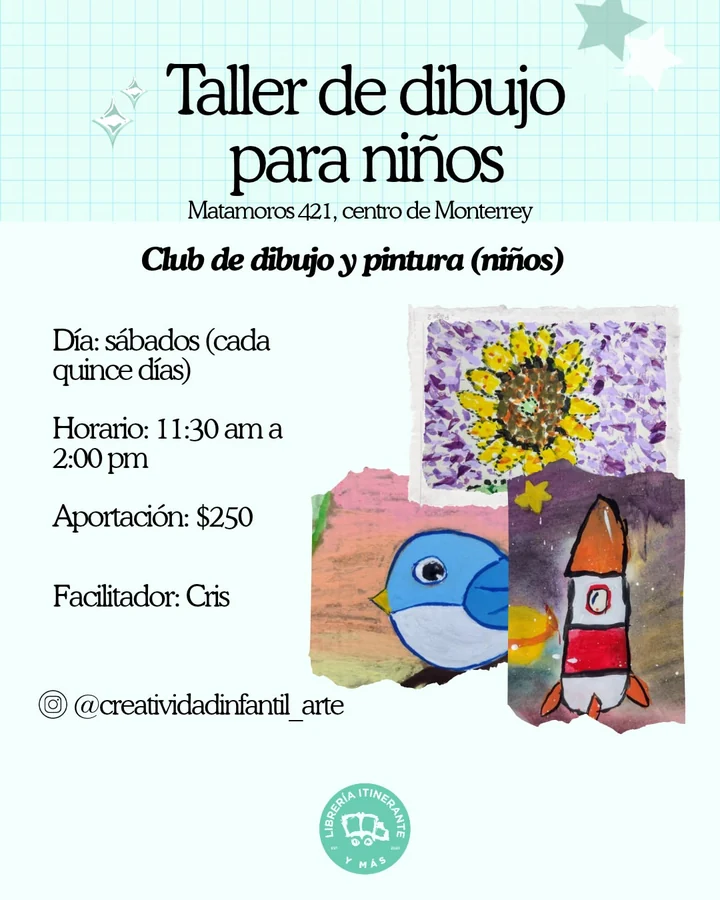 Taller de dibujo
para niños
Matamoros 421, centro de Monterrey
Club de dibujo y pintura (niños)
Día: sábados (cada
quince días)
Horario: 11:30 am a
2:00 pm
Aportación: $250
Facilitador: Cris
@creatividadinfantil_arte
LIBRERÍA ITINERANTE
Y MÁS